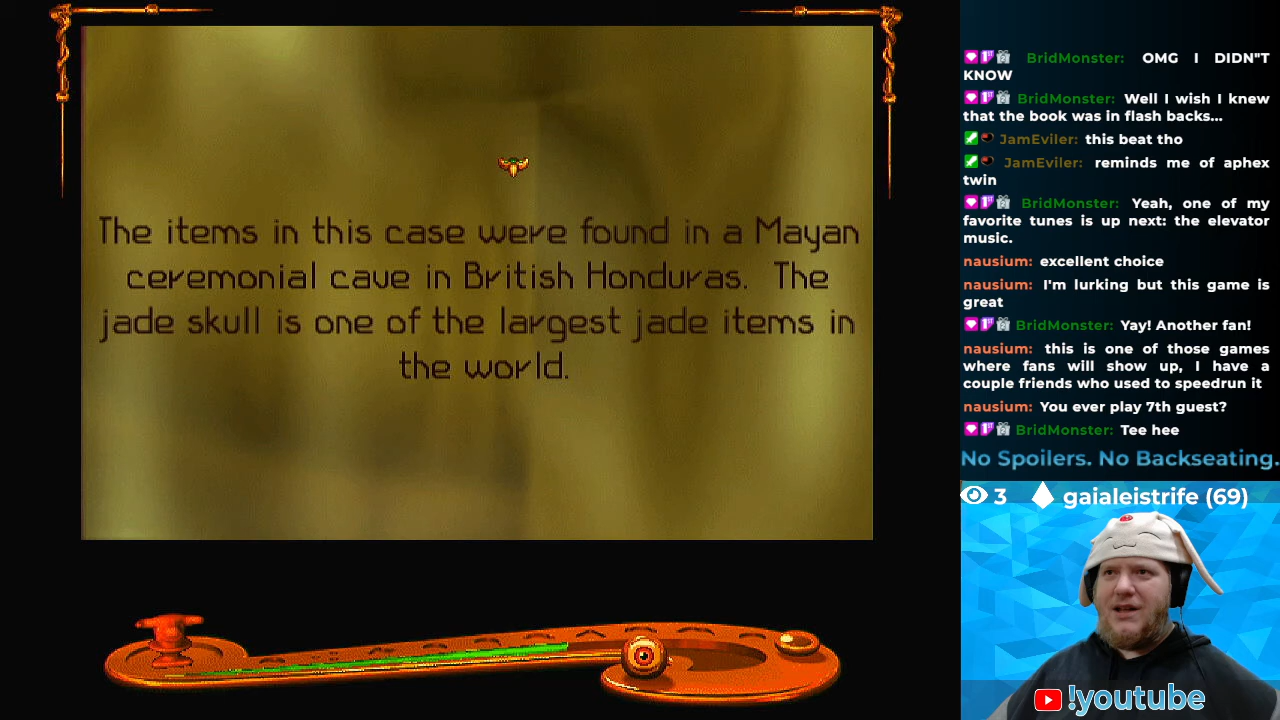 The items in this case were found in a Mayan
ceremonial cave in British Honduras. The
jade skull is one of the largest jade items in
the world.
BridMonster: OMG I DIDN"T
KNOW
BridMonster: Well I wish I knew
that the book was in flash backs...
JamEviler: this beat tho
JamEviler: reminds me of aphex
twin
BridMonster: Yeah, one of my
favorite tunes is up next: the elevator
music.
nausium: excellent choice
nausium: I'm lurking but this game is
great
BridMonster: Yay! Another fan!
nausium: this is one of those games
where fans will show up, I have a
couple friends who used to speedrun it
nausium: You ever play 7th guest?
BridMonster: Tee hee
No Spoilers. No Backseating.
3 gaialeistrife (69)
!youtube